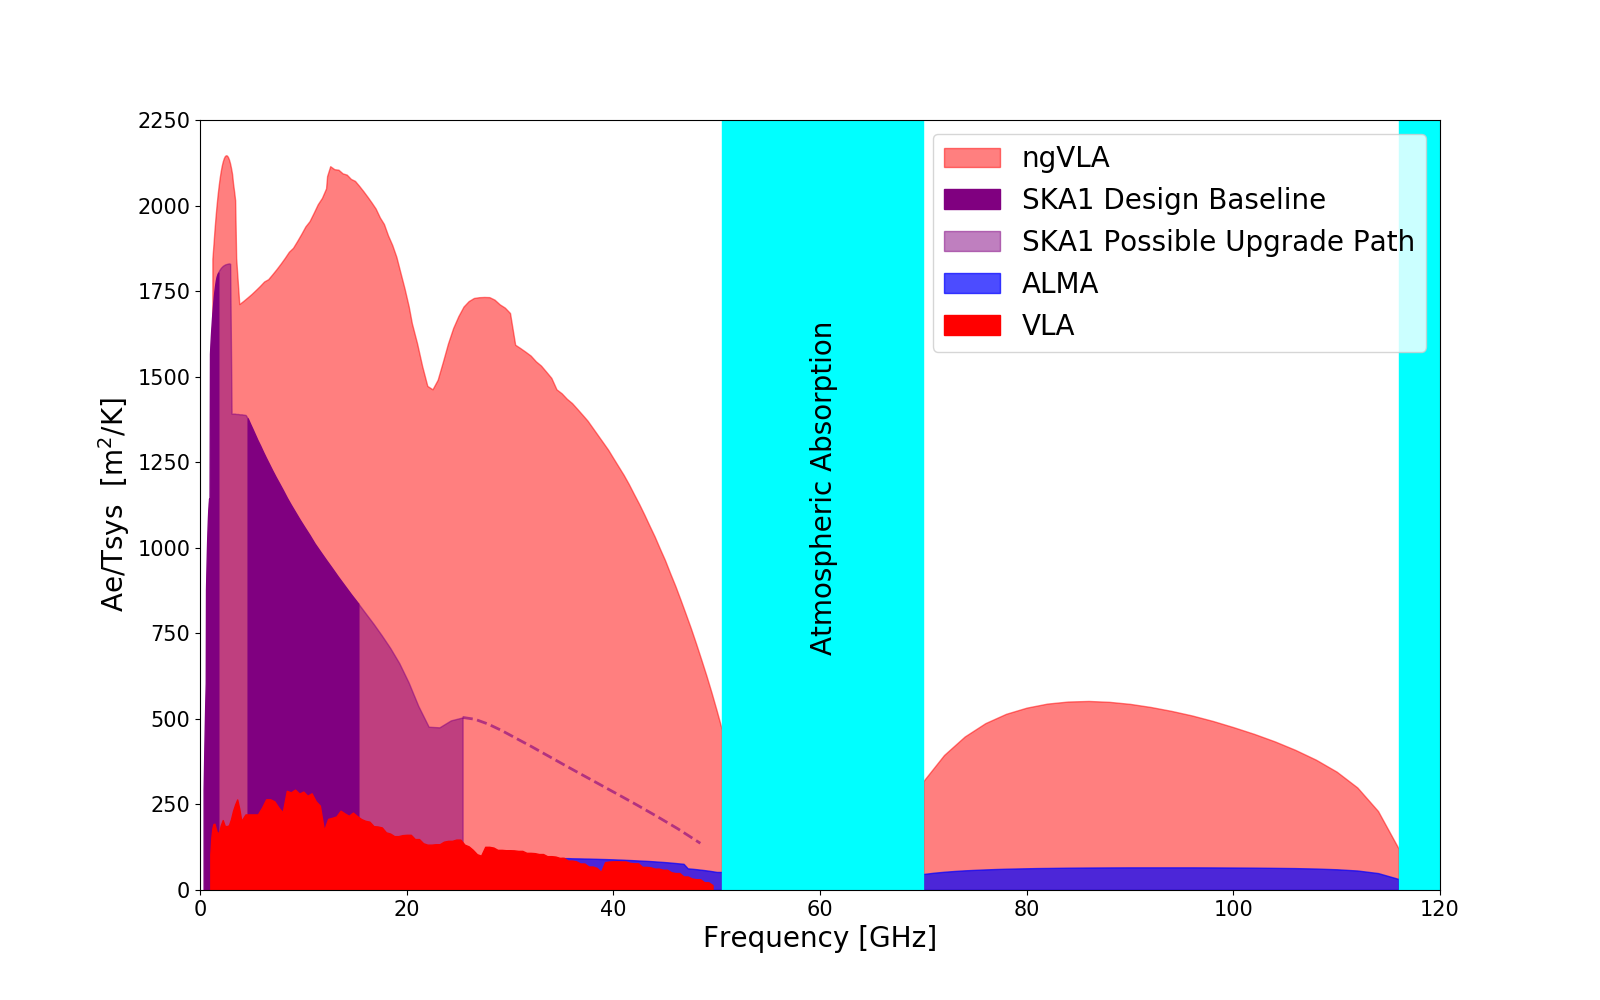 2250
2000
1750
1500
1250
1000
750
500
250
0
Ae/Tsys [m²/K]
Atmospheric Absorption
ngVLA
SKA1 Design Baseline
SKA1 Possible Upgrade Path
ALMA
VLA
0 20 40 60 80 100 120
Frequency [GHz]